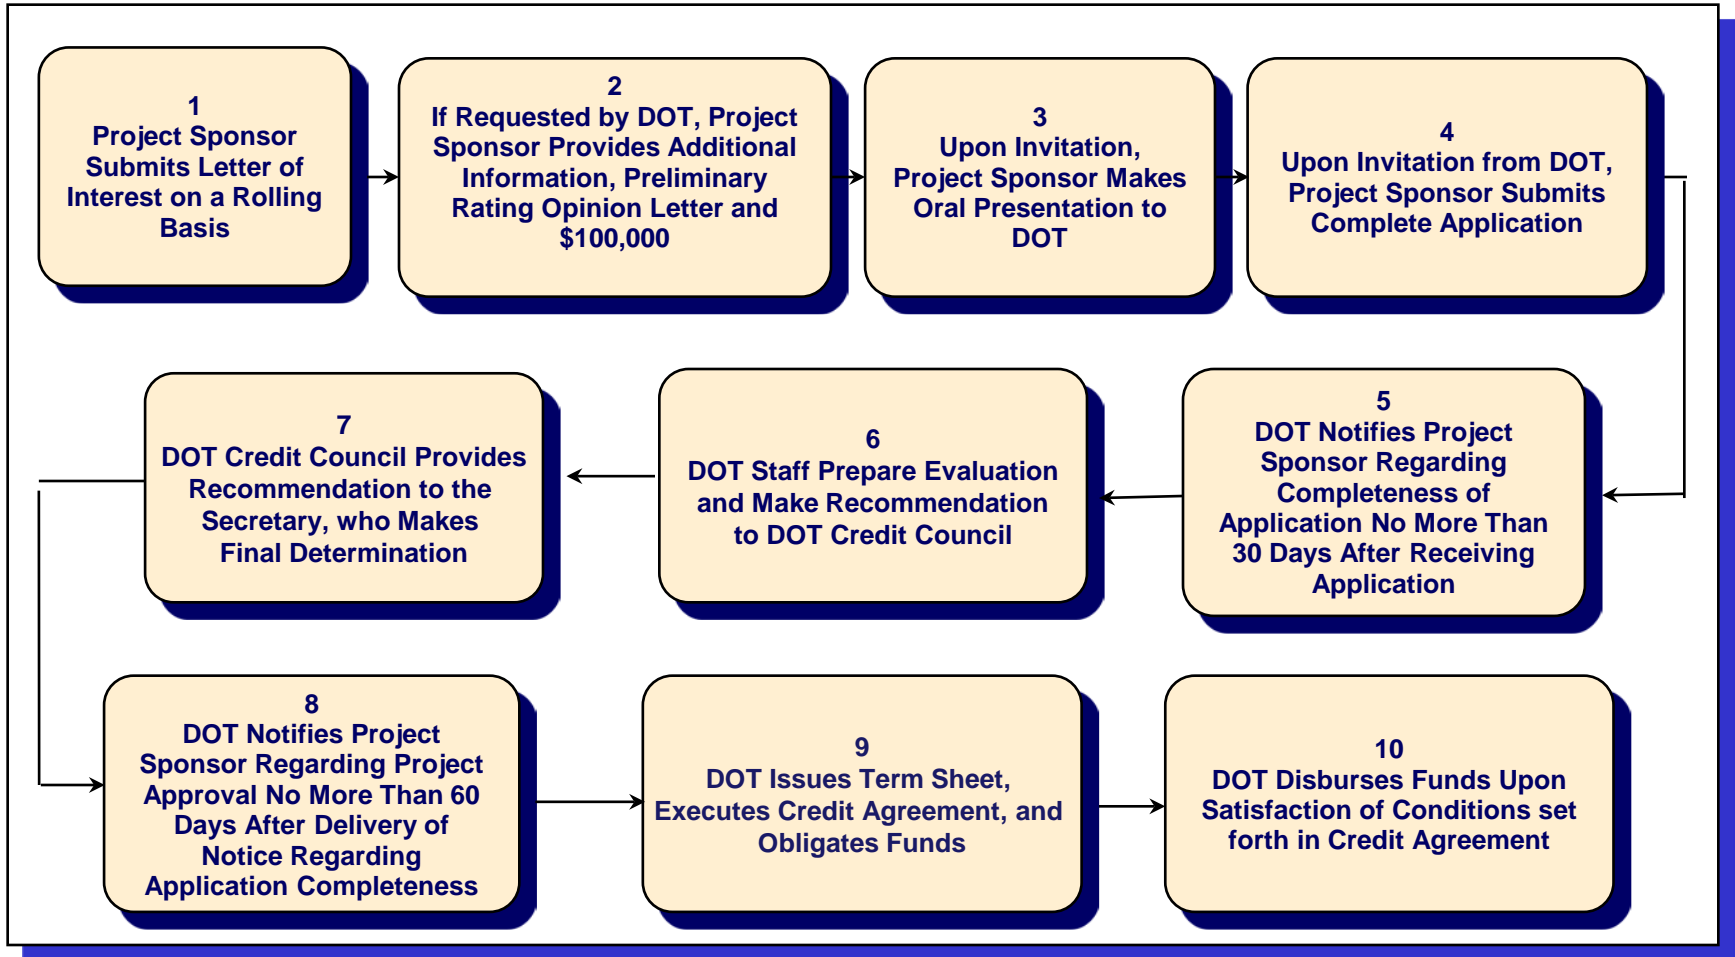 1
Project Sponsor
Submits Letter of
Interest on a Rolling
Basis
2
If Requested by DOT, Project
Sponsor Provides Additional
Information, Preliminary
Rating Opinion Letter and
$100,000
3
Upon Invitation,
Project Sponsor Makes
Oral Presentation to
DOT
4
Upon Invitation from DOT,
Project Sponsor Submits
Complete Application
5
DOT Notifies Project
Sponsor Regarding
Completeness of
Application No More Than
30 Days After Receiving
Application
6
DOT Staff Prepare Evaluation
and Make Recommendation
to DOT Credit Council
7
DOT Credit Council Provides
Recommendation to the
Secretary, who Makes
Final Determination
8
DOT Notifies Project
Sponsor Regarding Project
Approval No More Than 60
Days After Delivery of
Notice Regarding
Application Completeness
9
DOT Issues Term Sheet,
Executes Credit Agreement, and
Obligates Funds
10
DOT Disburses Funds Upon
Satisfaction of Conditions set
forth in Credit Agreement